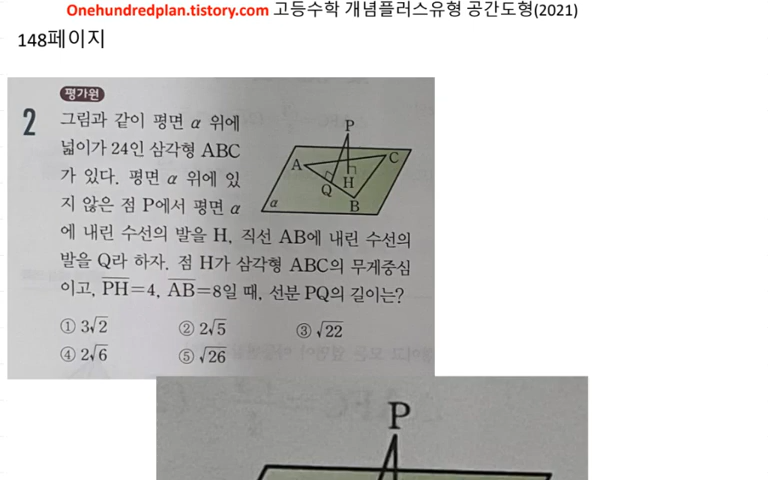 Onehundredplan.tistory.com 고등수학 개념플러스유형 공간도형(2021)
148페이지
평가원
2
그림과 같이 평면 α 위에
넓이가 24인 삼각형 ABC
가 있다. 평면 α 위에 있
지 않은 점 P에서 평면 α
에 내린 수선의 발을 H, 직선 AB에 내린 수선의
발을 Q라 하자. 점 H가 삼각형 ABC의 무게중심
이고, PH=4, AB=8일 때, 선분 PQ의 길이는?
P
A
C
H
Q
B
α
① 3√2 ② 2√5 ③ √22
④ 2√6 ⑤ √26
P